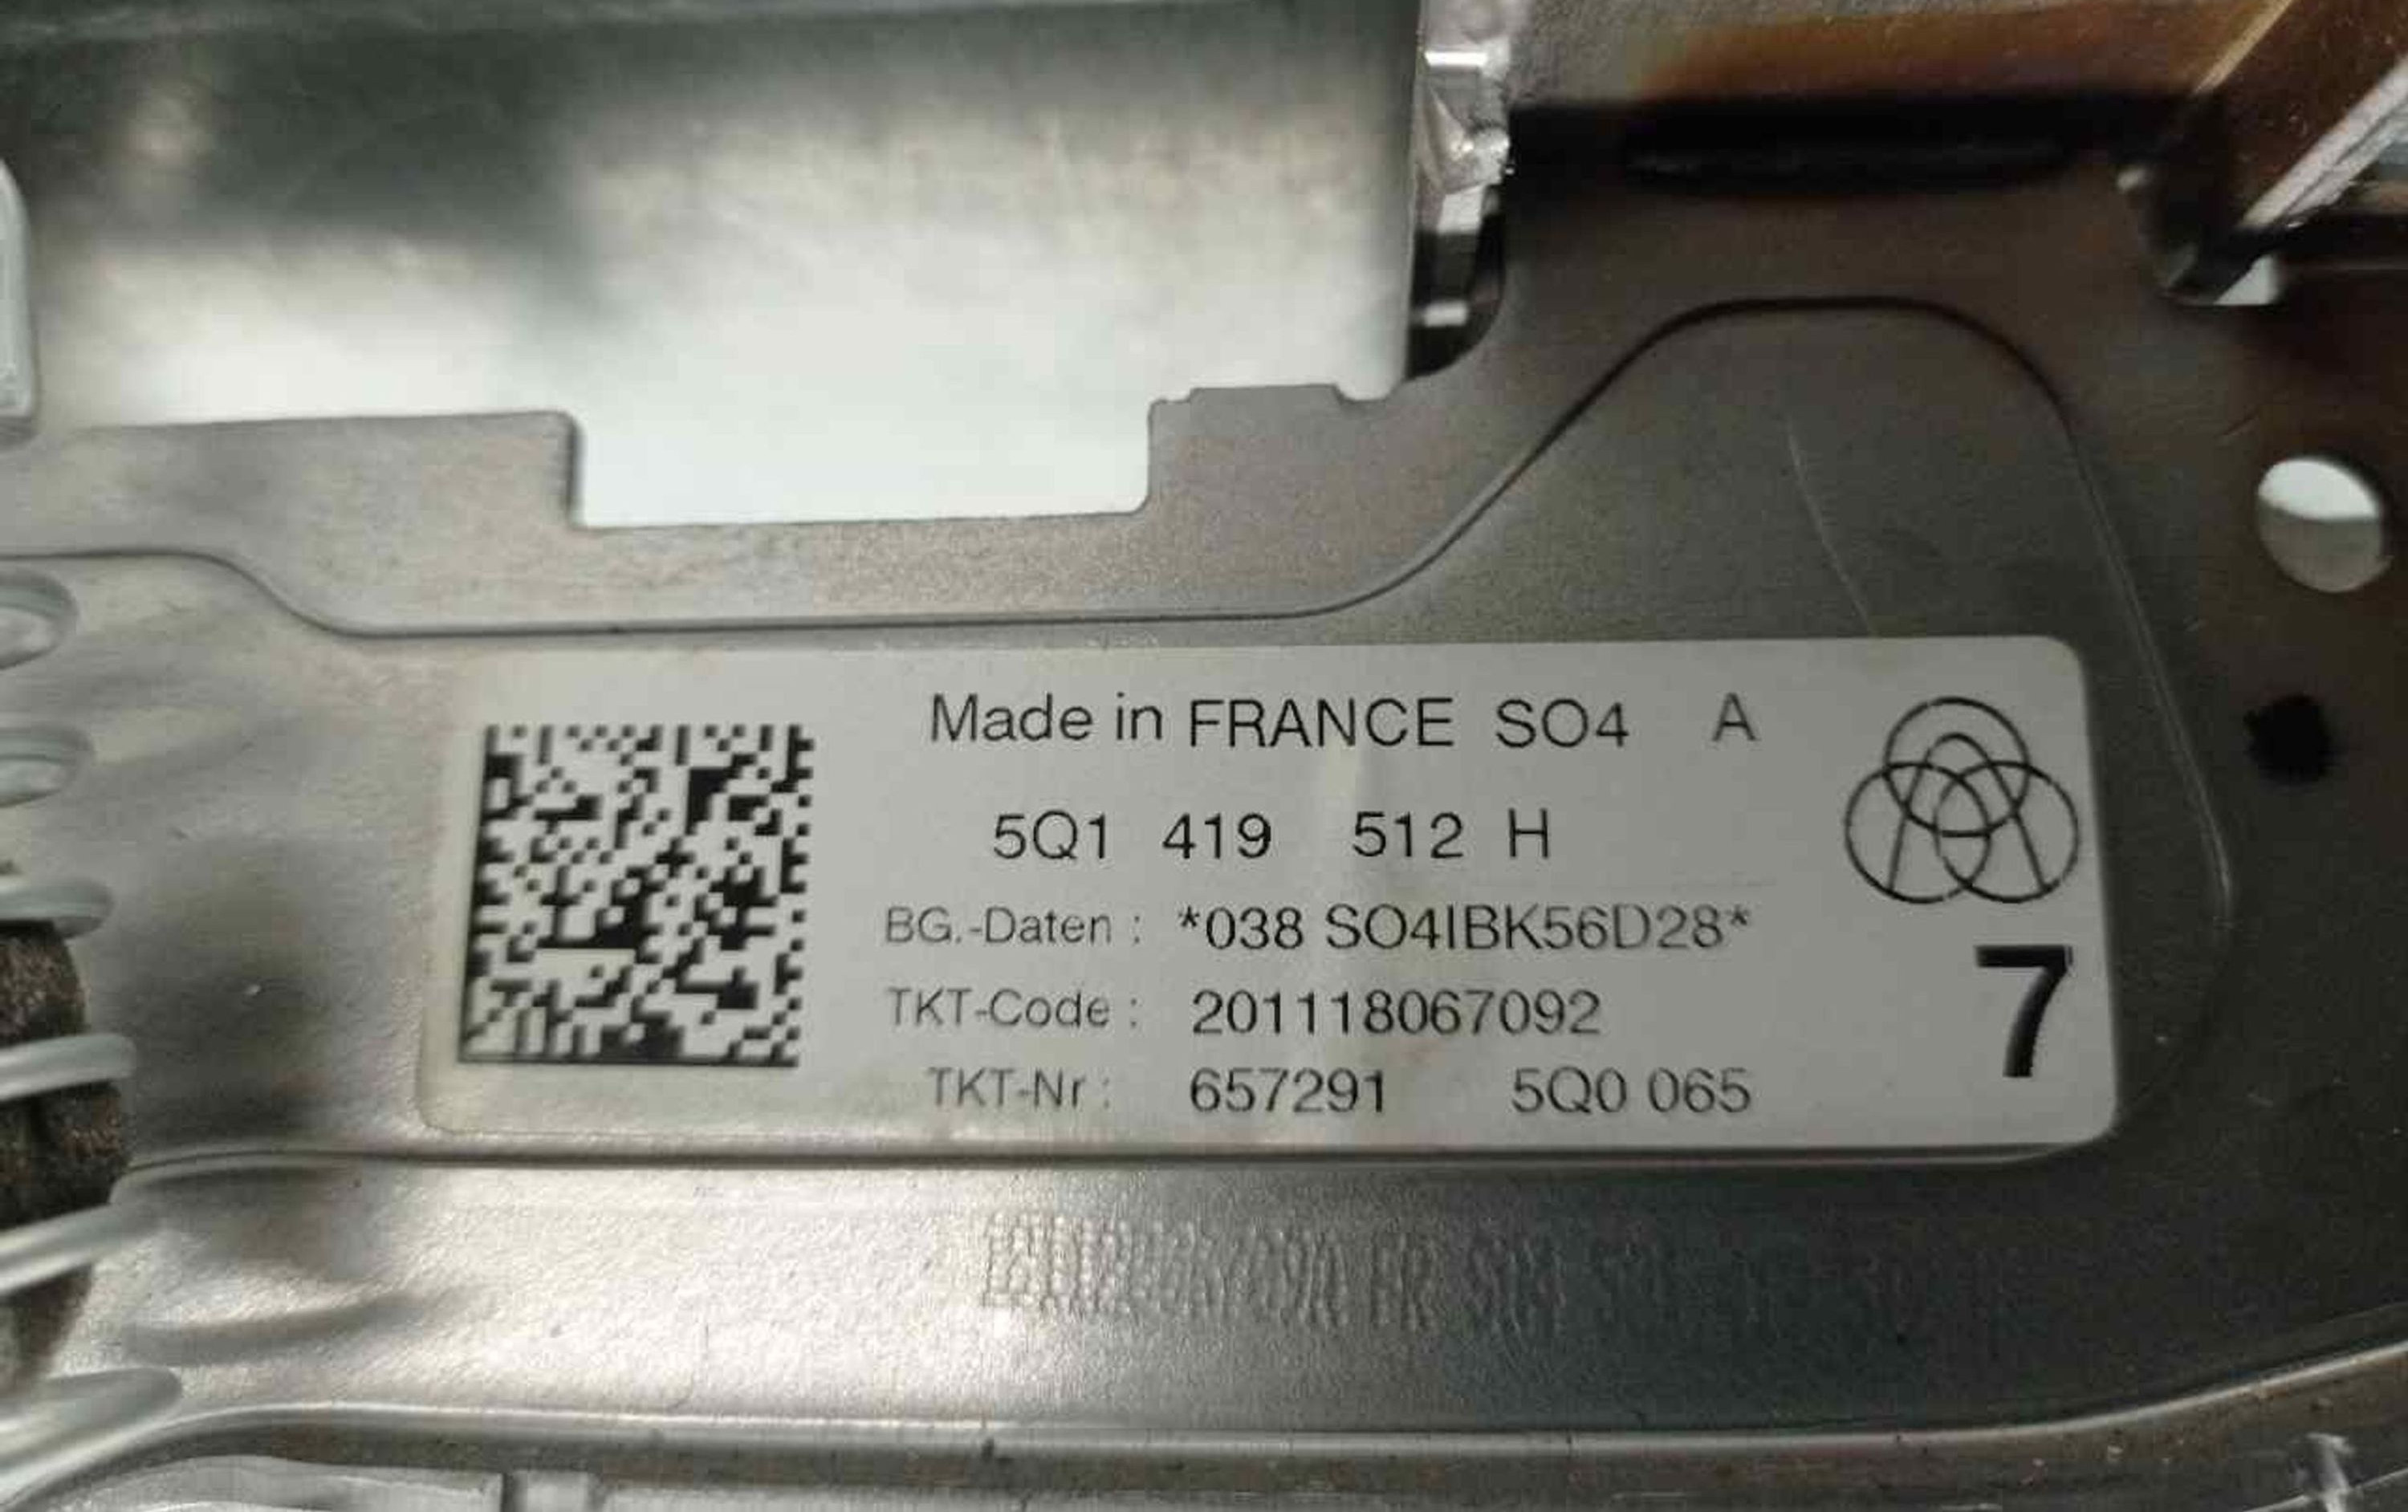 Made in FRANCE SO4 A
5Q1 419 512 H
BG.-Daten : *038 SO4IBK56D28*
TKT-Code : 201118067092
TKT-Nr : 657291 5Q0 065
7